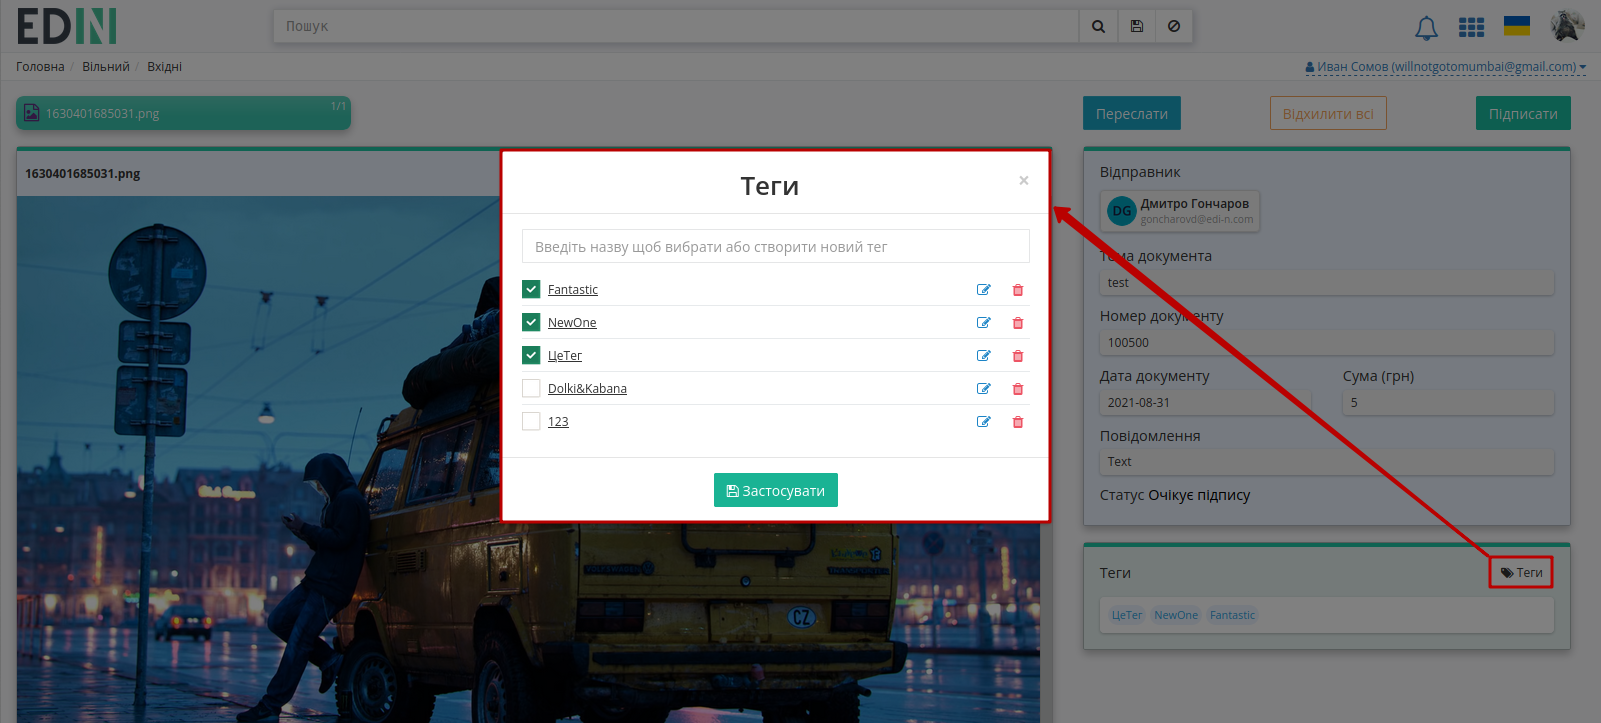 EDIN
Пошук
Головна / Вільний / Вхідні
Иван Сомов (willnotgotomumbai@gmail.com)
1630401685031.png
1/1
Переслати
Відхилити всі
Підписати
1630401685031.png
Теги
×
Введіть назву щоб вибрати або створити новий тег
Fantastic
NewOne
ЦеТег
Dolki&Kabana
123
Застосувати
Відправник
DG
Дмитро Гончаров
goncharovd@edi-n.com
Тема документа
test
Номер документу
100500
Дата документу
Сума (грн)
2021-08-31
5
Повідомлення
Text
Статус Очікує підпису
Теги
Теги
ЦеТег NewOne Fantastic
VOLKSWAGEN
CZ